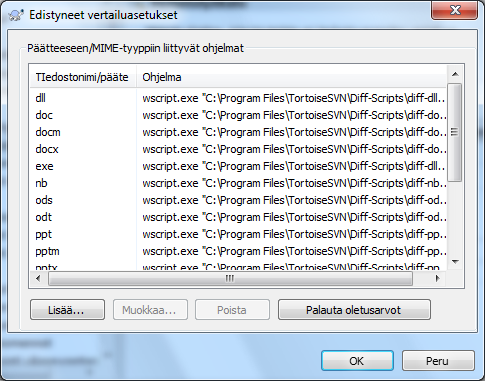 Edistyneet vertailuasetukset
Päätteeseen/MIME-tyyppiin liittyvät ohjelmat
TIedostonimi/pääte Ohjelma
dll wscript.exe "C:\Program Files\TortoiseSVN\Diff-Scripts\diff-dll...
doc wscript.exe "C:\Program Files\TortoiseSVN\Diff-Scripts\diff-do...
docm wscript.exe "C:\Program Files\TortoiseSVN\Diff-Scripts\diff-do...
docx wscript.exe "C:\Program Files\TortoiseSVN\Diff-Scripts\diff-do...
exe wscript.exe "C:\Program Files\TortoiseSVN\Diff-Scripts\diff-dll...
nb wscript.exe "C:\Program Files\TortoiseSVN\Diff-Scripts\diff-nb...
ods wscript.exe "C:\Program Files\TortoiseSVN\Diff-Scripts\diff-od...
odt wscript.exe "C:\Program Files\TortoiseSVN\Diff-Scripts\diff-od...
ppt wscript.exe "C:\Program Files\TortoiseSVN\Diff-Scripts\diff-pp...
pptm wscript.exe "C:\Program Files\TortoiseSVN\Diff-Scripts\diff-pp...
pptx wscript.exe "C:\Program Files\TortoiseSVN\Diff-Scripts\diff-pp...
Lisää... Muokkaa... Poista Palauta oletusarvot
OK Peru